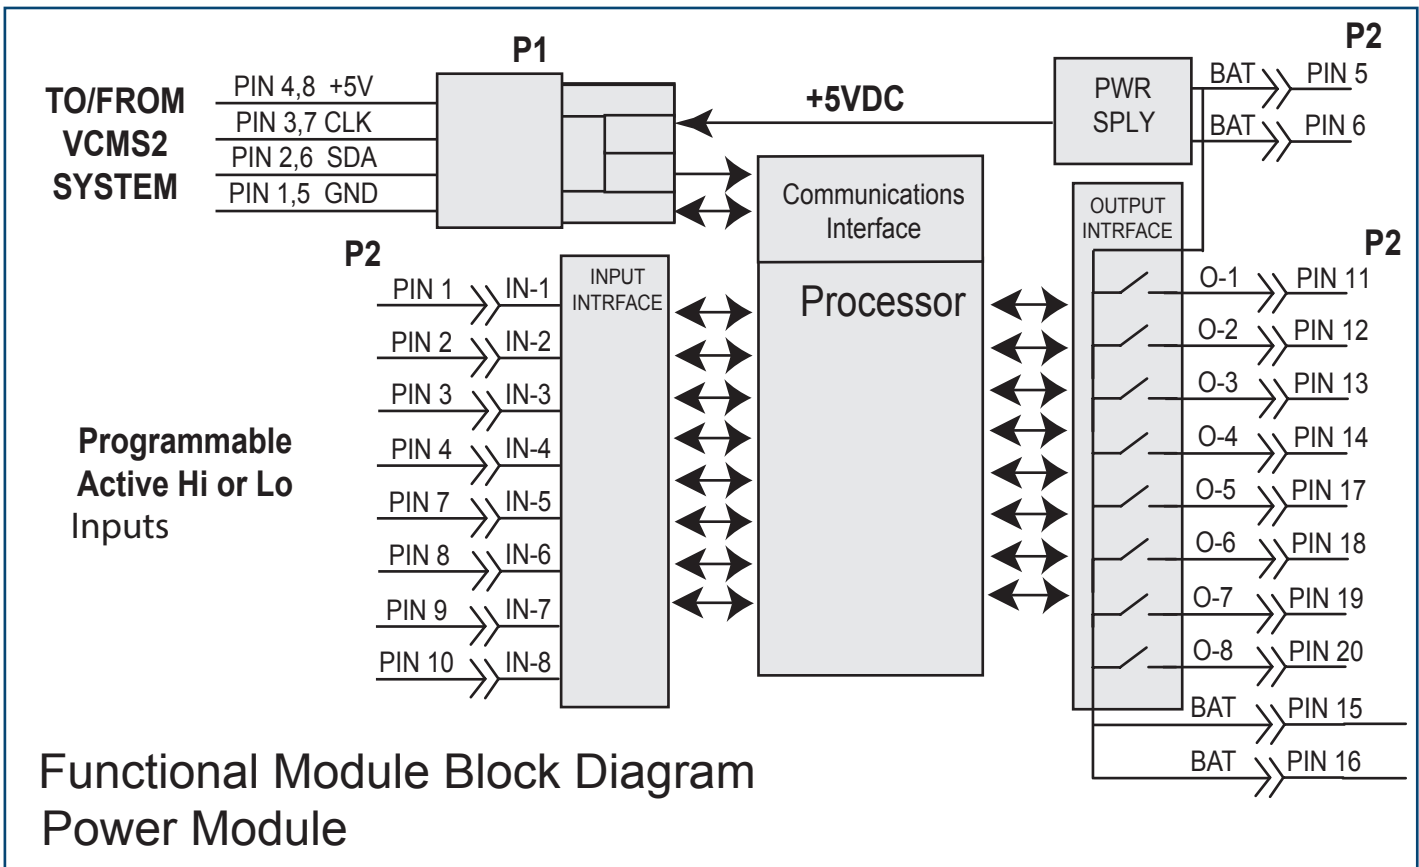 P1
P2
TO/FROM
VCMS2
SYSTEM
PIN 4,8 +5V
PIN 3,7 CLK
PIN 2,6 SDA
PIN 1,5 GND
+5VDC
PWR
SPLY
BAT PIN 5
BAT PIN 6
Communications
Interface
Processor
P2
INPUT
INTRFACE
PIN 1 IN-1
PIN 2 IN-2
PIN 3 IN-3
PIN 4 IN-4
PIN 7 IN-5
PIN 8 IN-6
PIN 9 IN-7
PIN 10 IN-8
Programmable
Active Hi or Lo
Inputs
OUTPUT
INTRFACE
P2
O-1 PIN 11
O-2 PIN 12
O-3 PIN 13
O-4 PIN 14
O-5 PIN 17
O-6 PIN 18
O-7 PIN 19
O-8 PIN 20
BAT PIN 15
BAT PIN 16
Functional Module Block Diagram
Power Module